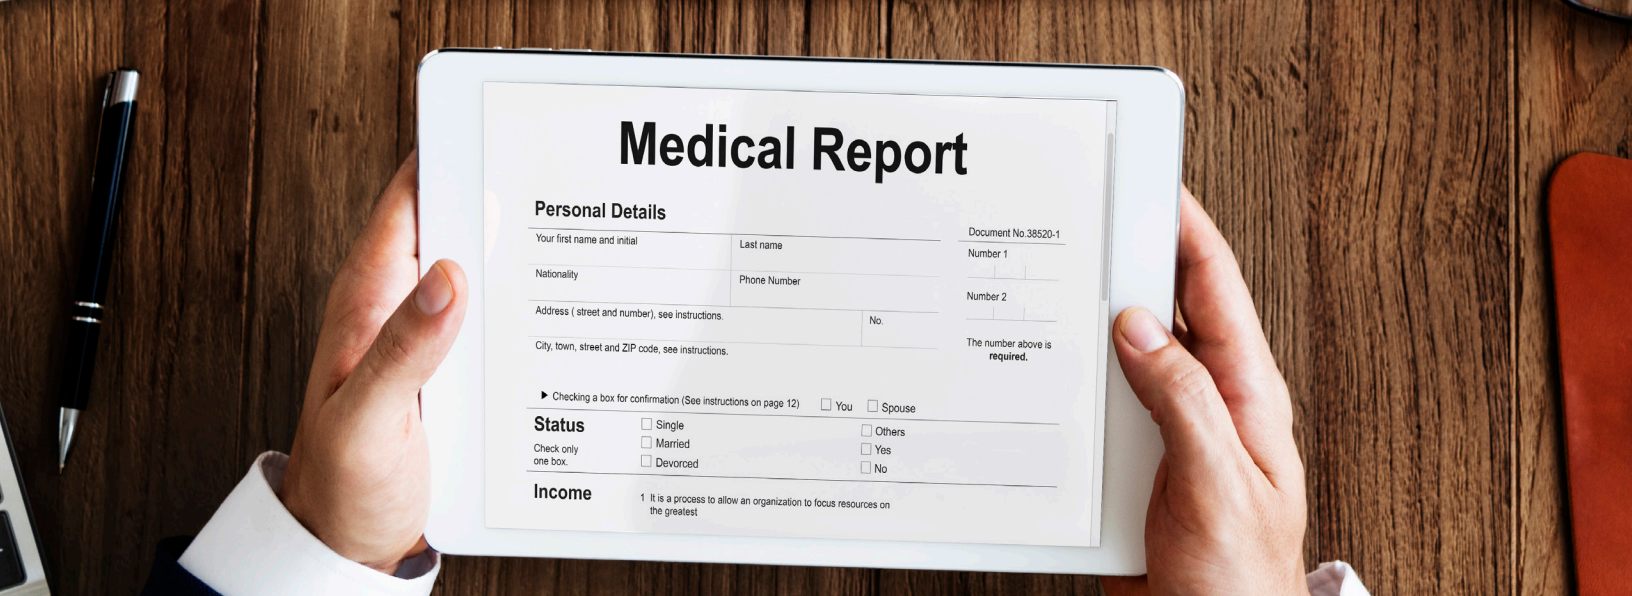 Medical Report
Personal Details
Document No.38520-1
Your first name and initial
Last name
Number 1
Nationality
Phone Number
Number 2
Address ( street and number), see instructions.
No.
City, town, street and ZIP code, see instructions.
The number above is
required.
Checking a box for confirmation (See instructions on page 12)
You
Spouse
Status
Check only
one box.
Single
Married
Devorced
Others
Yes
No
Income
1 It is a process to allow an organization to focus resources on
the greatest